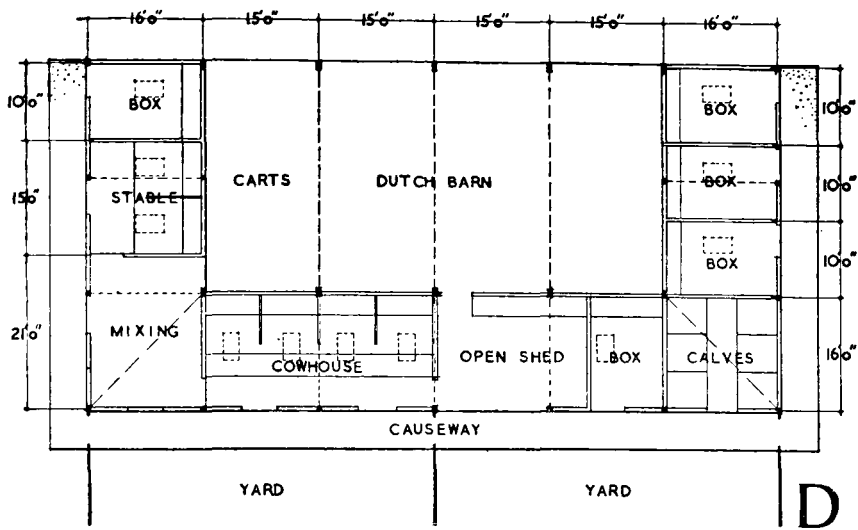 16'0" 15'0" 15'0" 15'0" 15'0" 16'0"
10'0" BOX BOX 10'0"
15'0" STABLE CARTS DUTCH BARN BOX 10'0"
BOX 10'0"
21'0" MIXING COWHOUSE OPEN SHED BOX CALVES 16'0"
CAUSEWAY
YARD YARD D